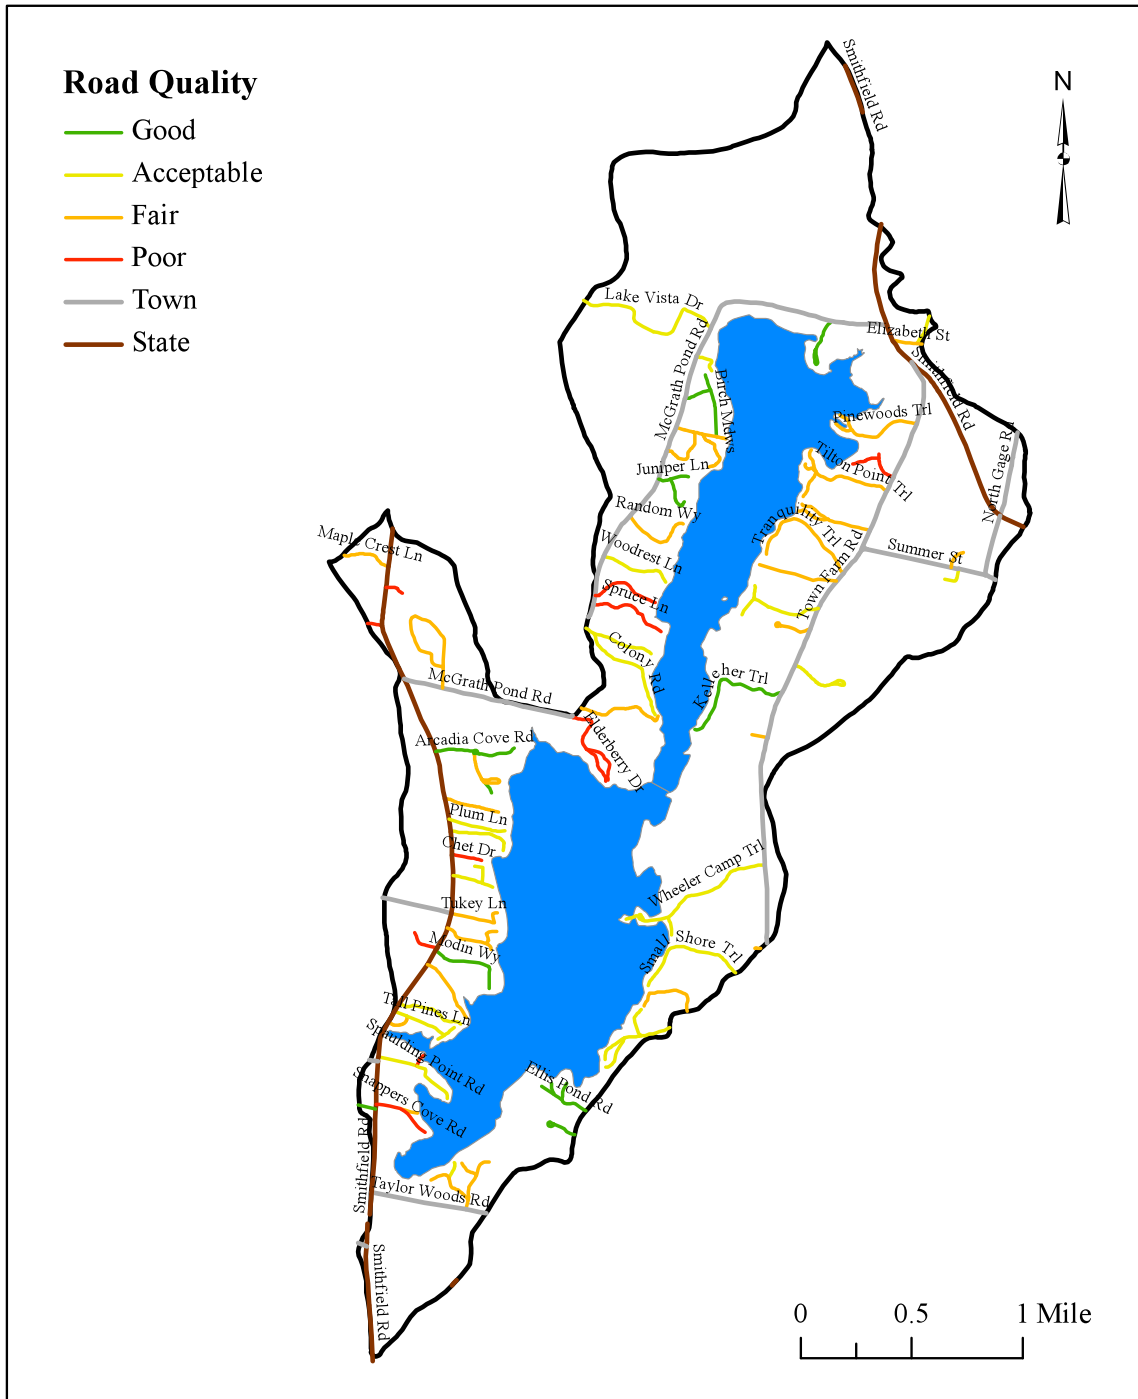 Smithfield Rd
N
Road Quality
Good
Acceptable
Fair
Poor
Town
State
Lake Vista Dr
Elizabeth St
McGrath Pond Rd
Smithfield Rd
Birch Mdws
Pinewoods Trl
North Gage Rd
Juniper Ln
Tilton Point Trl
Random Wy
Tranquility Trl
Maple Crest Ln
Woodrest Ln
Summer St
Town Farm Rd
Spruce Ln
Colony Rd
Kelleher Trl
McGrath Pond Rd
Elderberry Dr
Arcadia Cove Rd
Plum Ln
Chet Dr
Wheeler Camp Trl
Tukey Ln
Modin Wy
Small Shore Trl
Tall Pines Ln
Spaulding Point Rd
Snappers Cove Rd
Ellis Pond Rd
Smithfield Rd
Taylor Woods Rd
Smithfield Rd
0 0.5 1 Mile